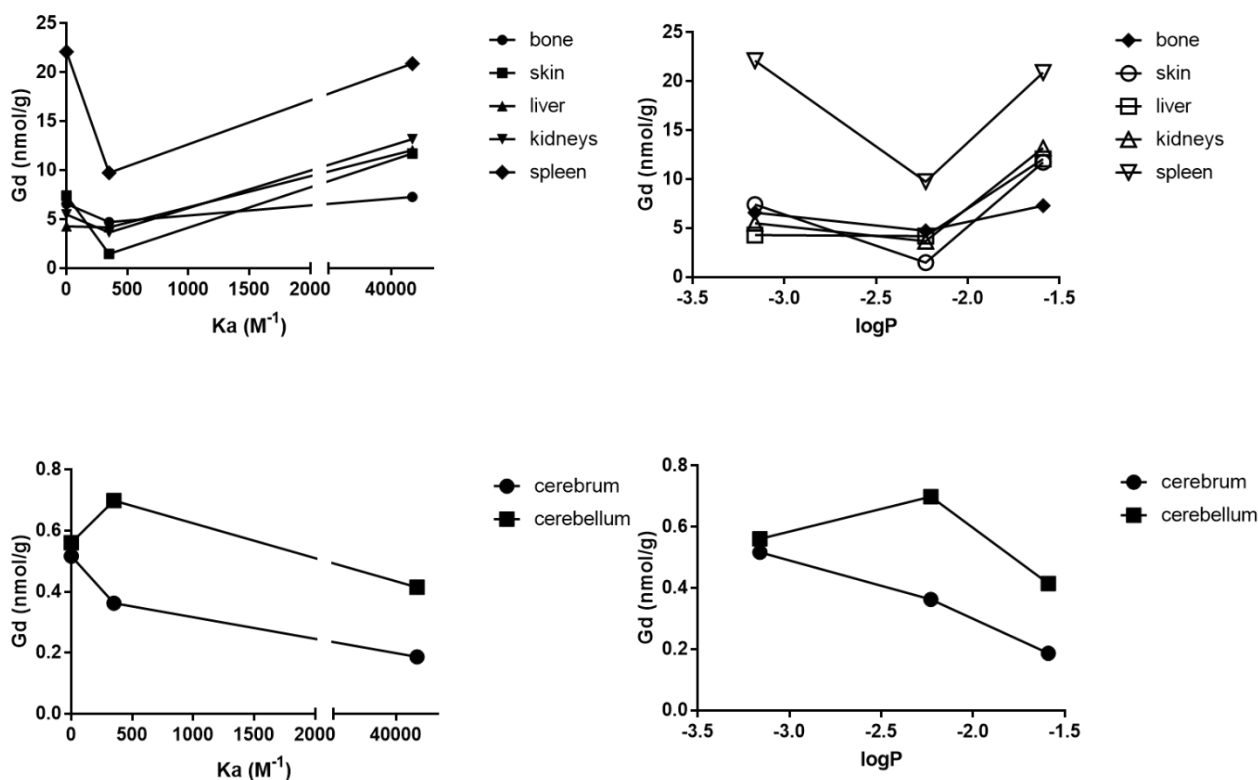 25
20
15
10
5
0
Gd (nmol/g)
0 500 1000 1500 2000 40000
Ka (M⁻¹)
bone
skin
liver
kidneys
spleen
25
20
15
10
5
0
Gd (nmol/g)
-3.5 -3.0 -2.5 -2.0 -1.5
logP
bone
skin
liver
kidneys
spleen
0.8
0.6
0.4
0.2
0.0
Gd (nmol/g)
0 500 1000 1500 2000 40000
Ka (M⁻¹)
cerebrum
cerebellum
0.8
0.6
0.4
0.2
0.0
Gd (nmol/g)
-3.5 -3.0 -2.5 -2.0 -1.5
logP
cerebrum
cerebellum